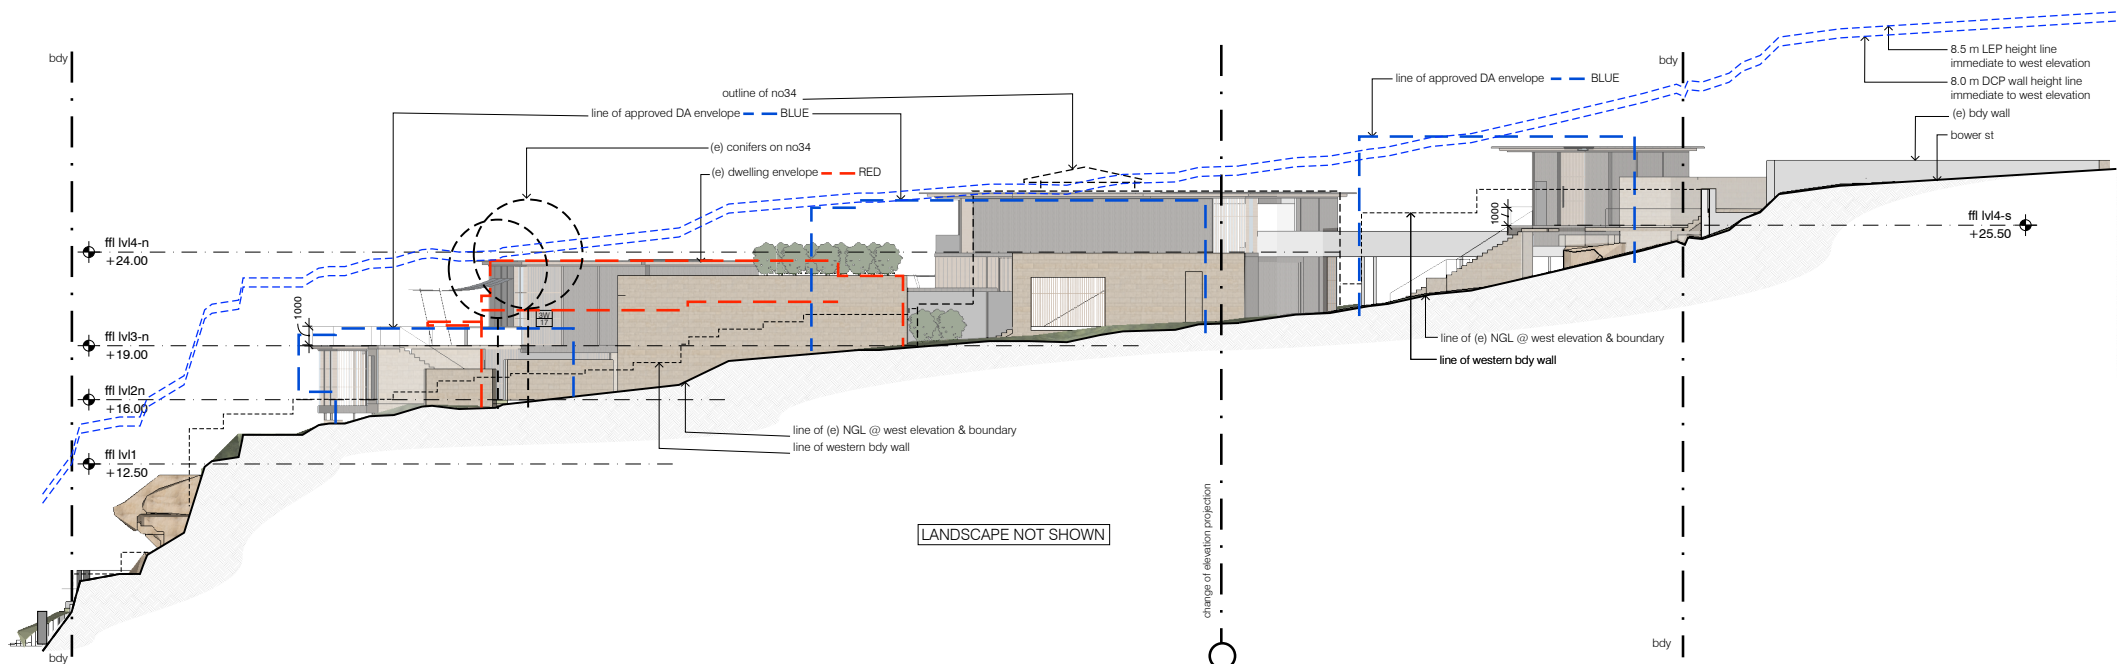 bdy
8.5 m LEP height line
immediate to west elevation
8.0 m DCP wall height line
immediate to west elevation
(e) bdy wall
bower st
bdy
line of approved DA envelope
BLUE
outline of no34
line of approved DA envelope
BLUE
(e) conifers on no34
(e) dwelling envelope
RED
ffl lvl4-n
+24.00
ffl lvl4-s
+25.50
1000
1000
3W
17
ffl lvl3-n
+19.00
ffl lvl2n
+16.00
ffl lvl1
+12.50
line of (e) NGL @ west elevation & boundary
line of western bdy wall
line of (e) NGL @ west elevation & boundary
line of western bdy wall
LANDSCAPE NOT SHOWN
change of elevation projection
bdy
bdy